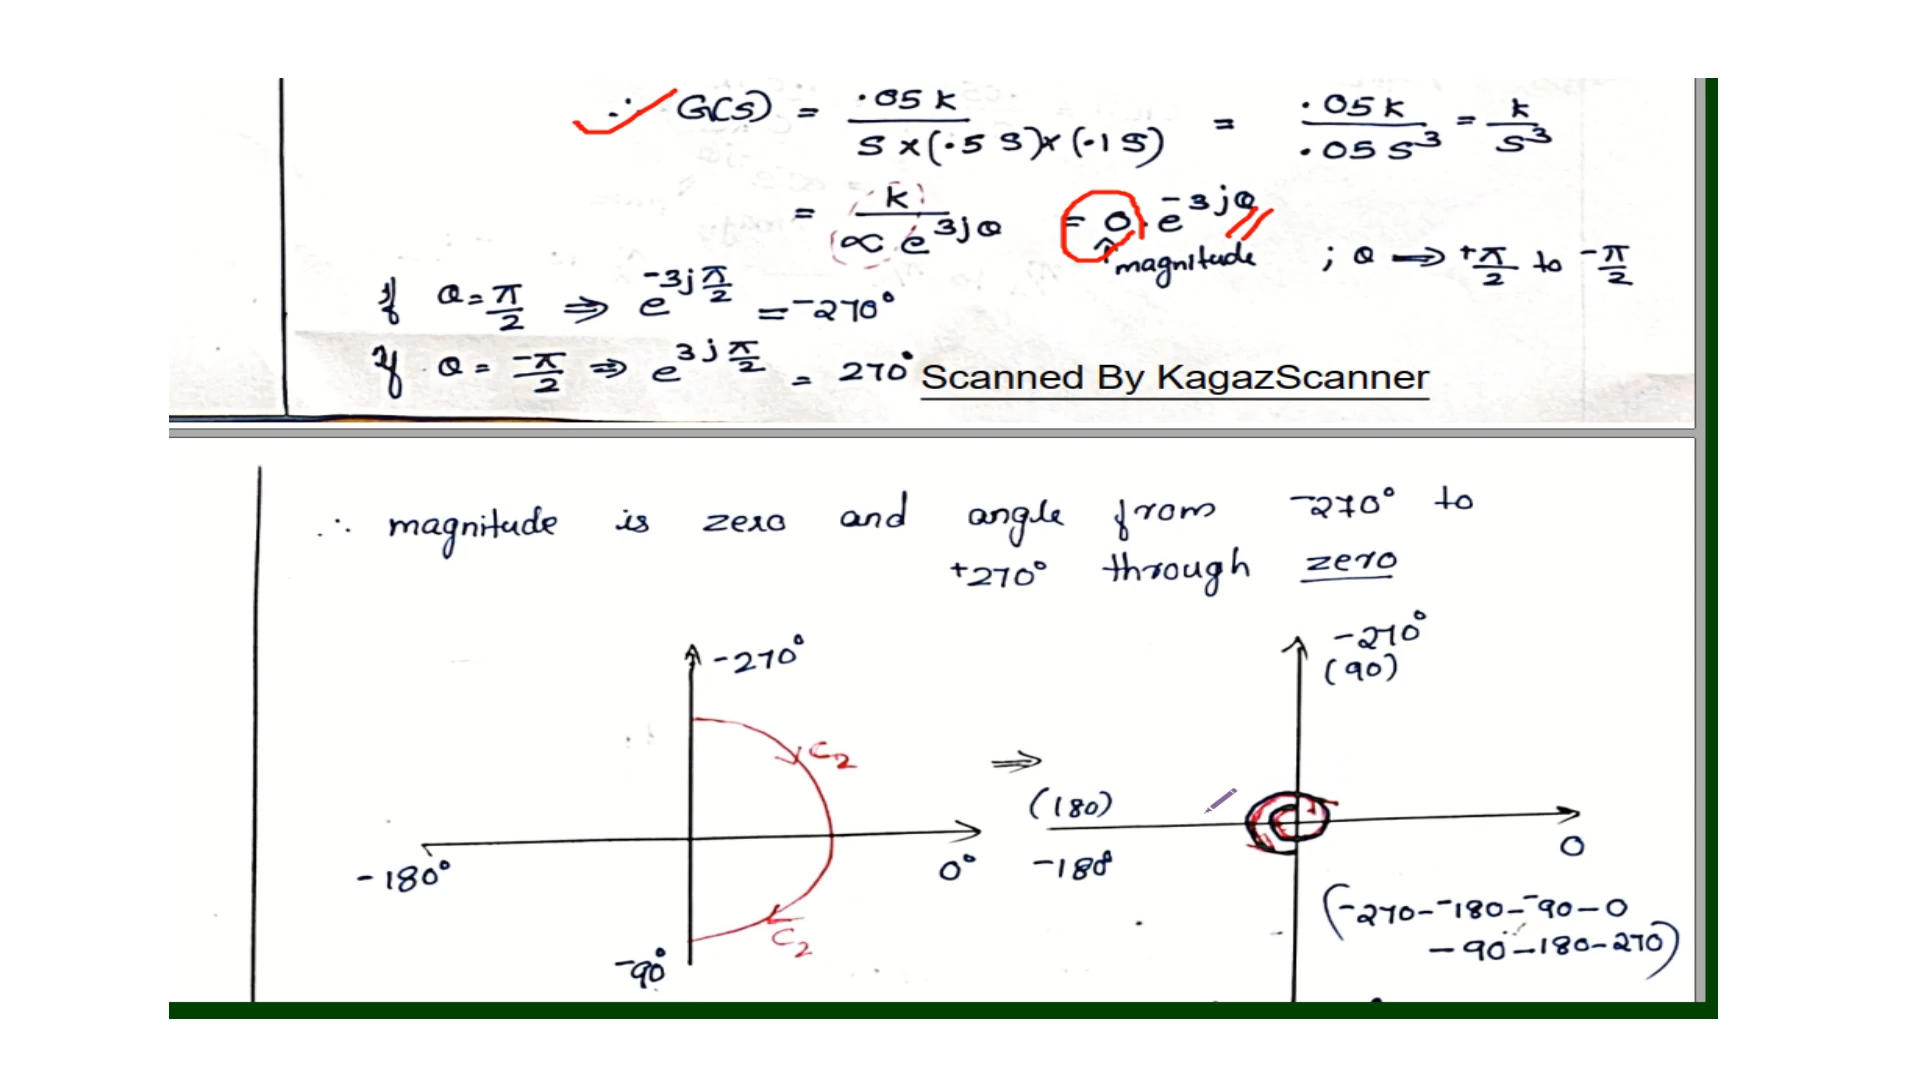 ∴ G(S) = .05 K / S × (.5 S) × (.1 S) = .05 K / .05 S³ = K / S³
= K / ∝ e^3jθ = 0 . e^-3jθ ; θ → +π/2 to -π/2
magnitude
if θ = π/2 ⇒ e^-3jπ/2 = -270°
If θ = -π/2 ⇒ e^3jπ/2 = 270°
Scanned By KagazScanner
∴ magnitude is zero and angle from -270° to
+270° through zero
-270°
C2
-180°
0°
C2
-90°
⇒
-270°
(90)
(180)
-180°
0
(-270--180--90-0
-90-180-270)